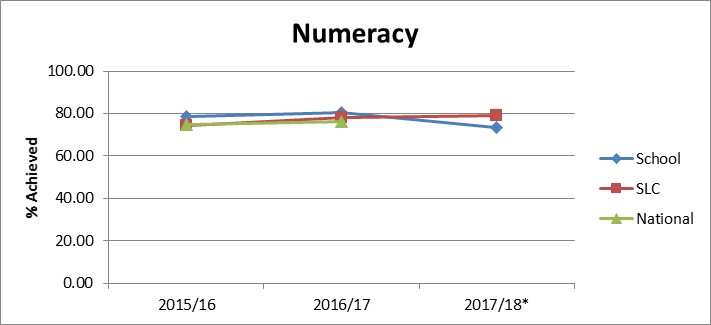 Numeracy
100.00
80.00
60.00
40.00
20.00
0.00
% Achieved
2015/16
2016/17
2017/18*
School
SLC
National